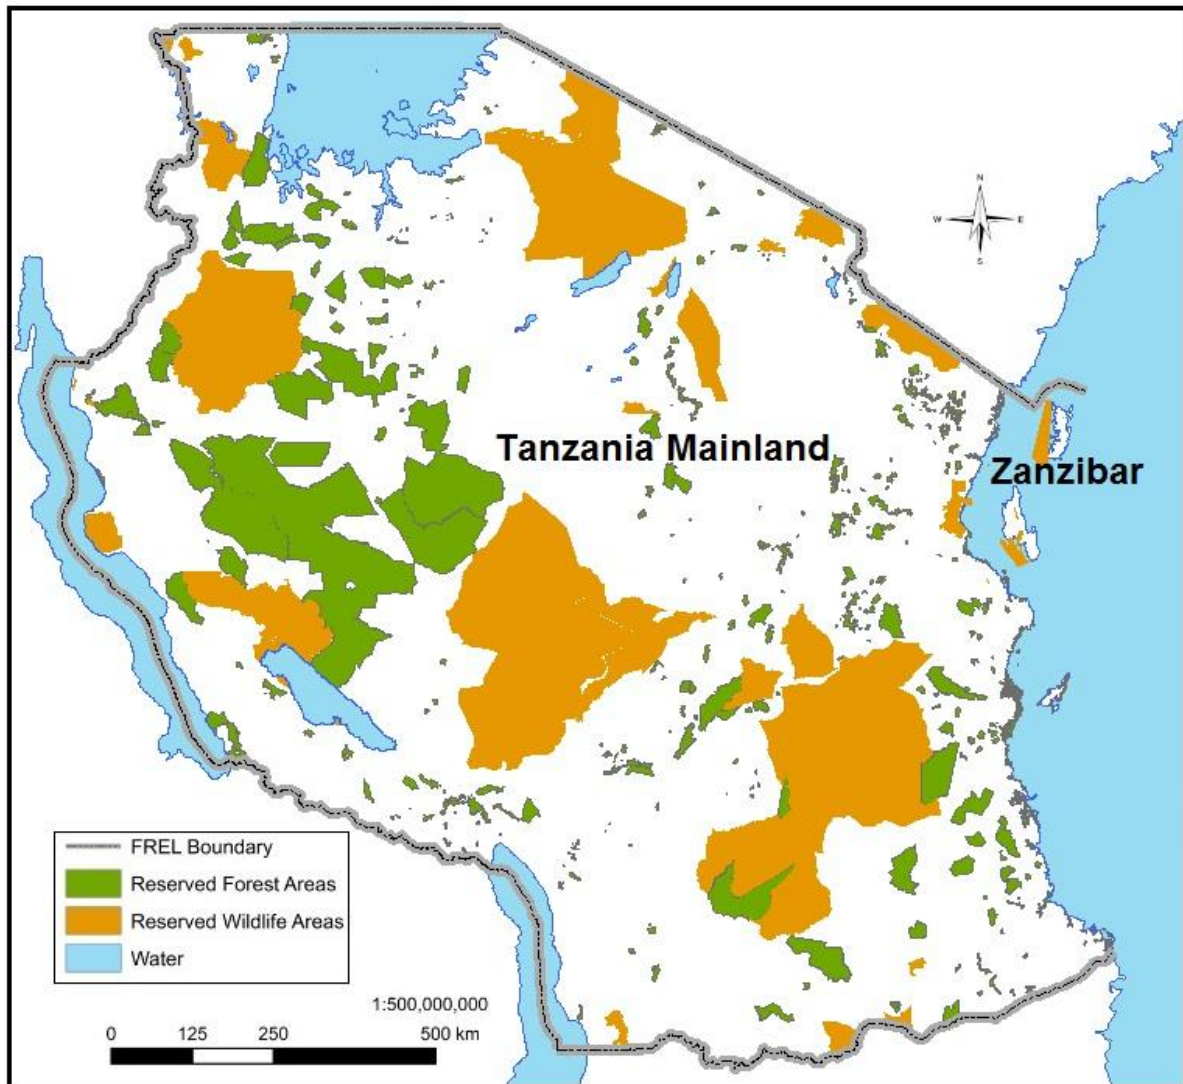 N
W E
S
Tanzania Mainland
Zanzibar
FREL Boundary
Reserved Forest Areas
Reserved Wildlife Areas
Water
1:500,000,000
0 125 250 500 km